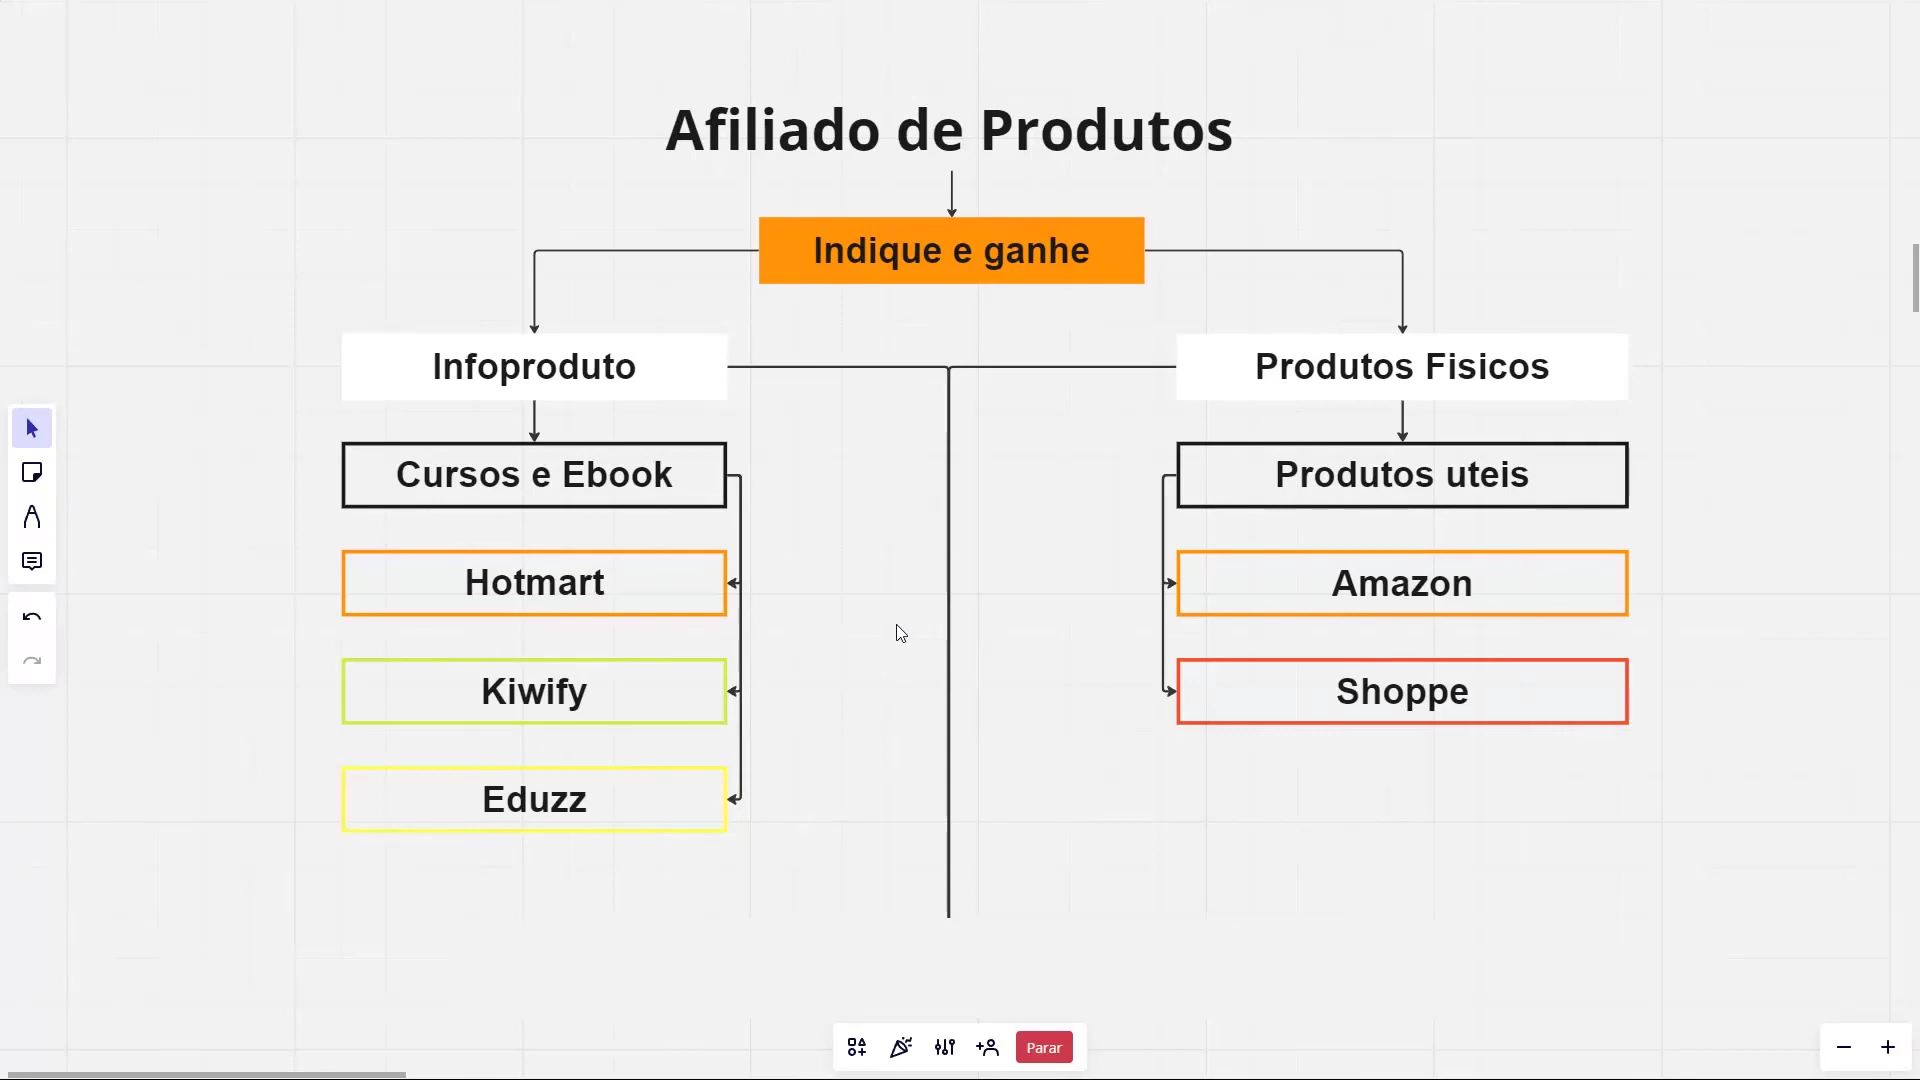 Afiliado de Produtos
Indique e ganhe
Infoproduto
Produtos Fisicos
Cursos e Ebook
Produtos uteis
Hotmart
Amazon
Kiwify
Shoppe
Eduzz
Parar